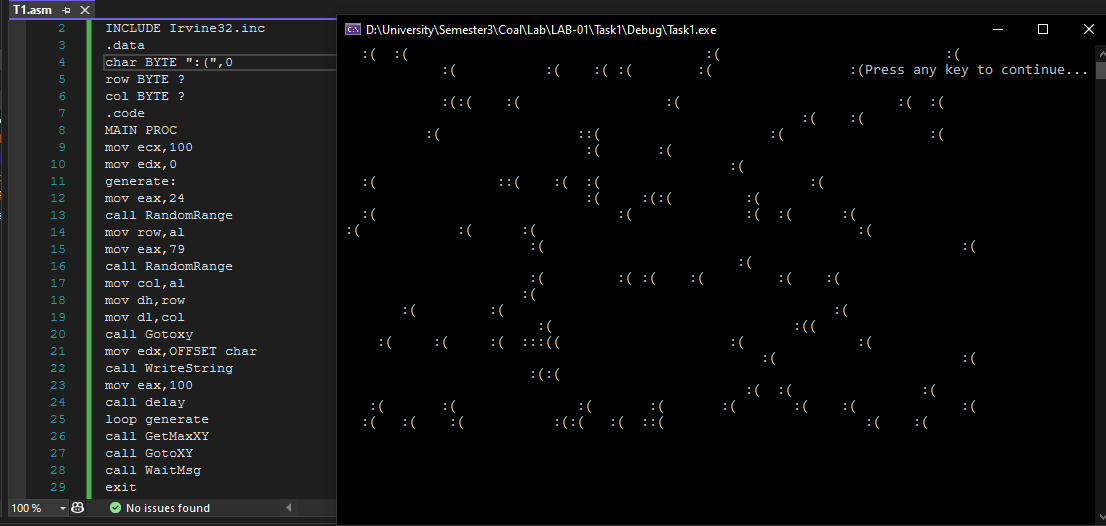 T1.asm
2 INCLUDE Irvine32.inc
3 .data
4 char BYTE ":(",0
5 row BYTE ?
6 col BYTE ?
7 .code
8 MAIN PROC
9 mov ecx,100
10 mov edx,0
11 generate:
12 mov eax,24
13 call RandomRange
14 mov row,al
15 mov eax,79
16 call RandomRange
17 mov col,al
18 mov dh,row
19 mov dl,col
20 call Gotoxy
21 mov edx,OFFSET char
22 call WriteString
23 mov eax,100
24 call delay
25 loop generate
26 call GetMaxXY
27 call GotoXY
28 call WaitMsg
29 exit
100 % No issues found
D:\University\Semester3\Coal\Lab\LAB-01\Task1\Debug\Task1.exe
:( :( :( :(
:( :( :( :( :( :(Press any key to continue...
:(:( :( :( :( :(
:( :(
:( ::( :( :(
:( :(
:(
:( ::( :( :( :(
:( :(:( :(
:( :( :( :( :(
:( :( :( :(
:( :(
:(
:( :( :( :( :( :(
:(
:( :( :(
:( :((
:( :( :( :::(( :( :(
:( :(
:(:(
:( :( :(
:( :( :( :( :( :( :( :(
:( :( :( :(:( :( ::( :( :(